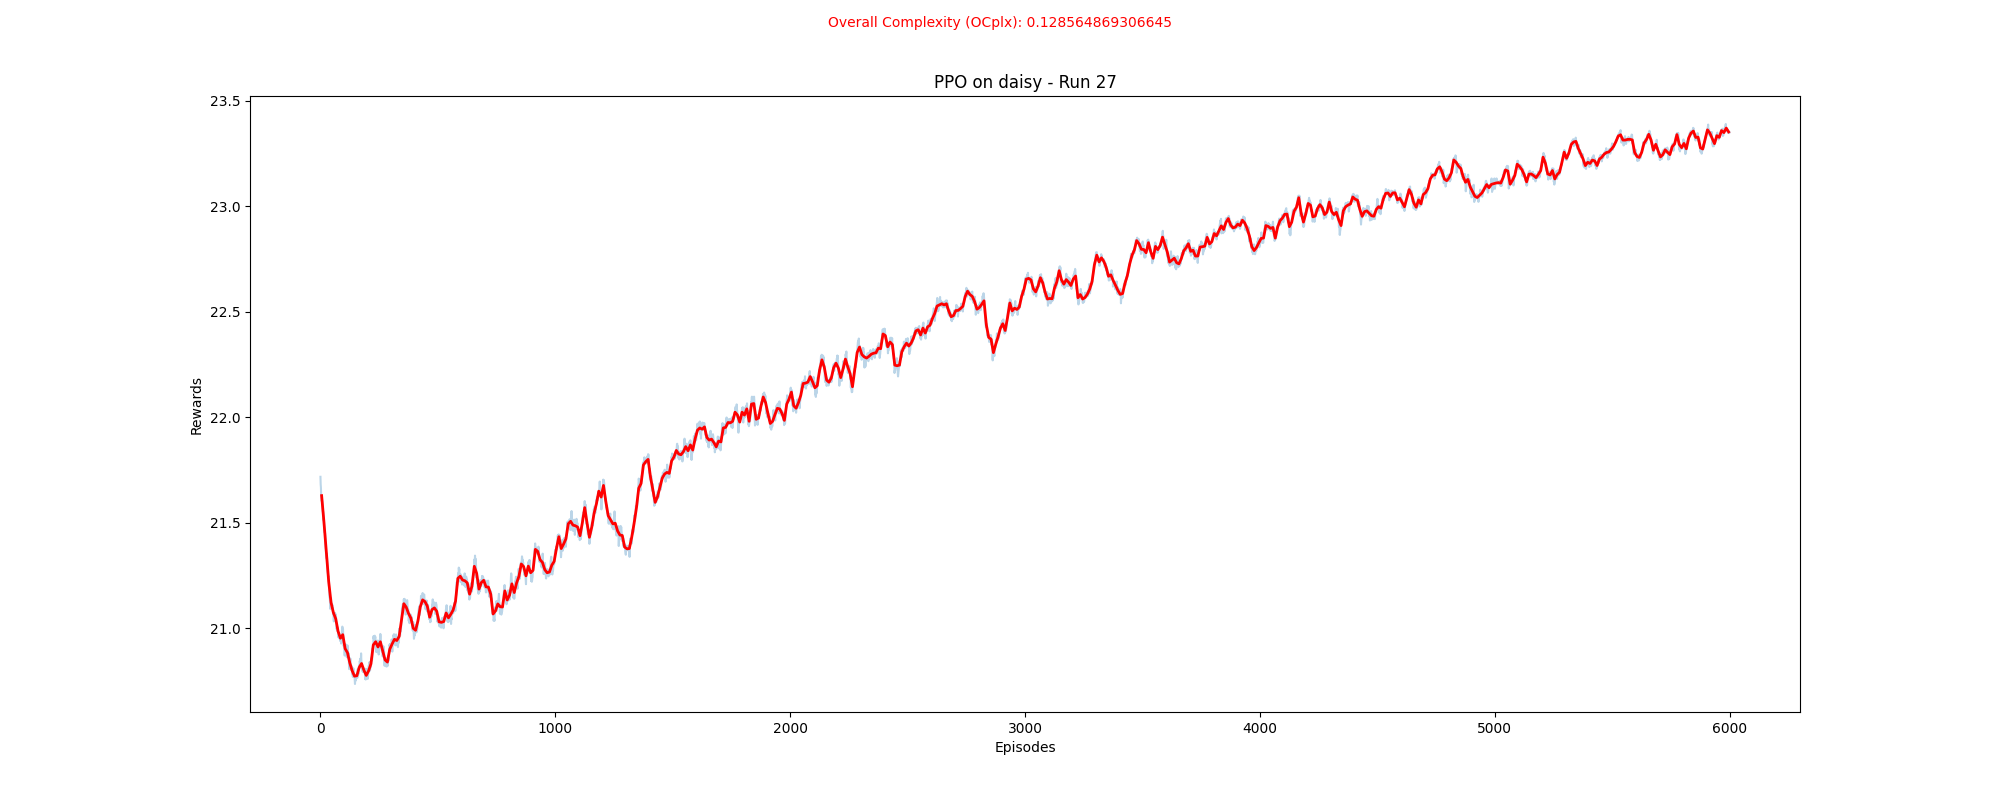 Overall Complexity (OCplx): 0.128564869306645
PPO on daisy - Run 27
23.5
23.0
22.5
22.0
21.5
21.0
Rewards
0 1000 2000 3000 4000 5000 6000
Episodes